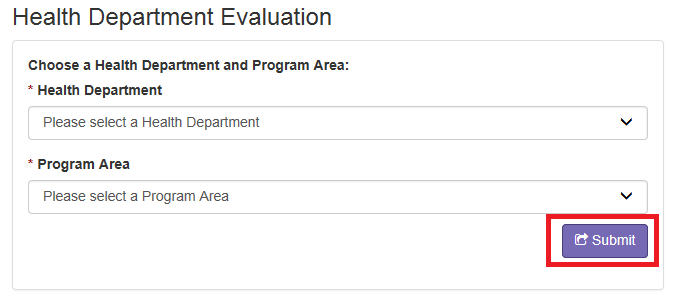 Health Department Evaluation
Choose a Health Department and Program Area:
* Health Department
Please select a Health Department
* Program Area
Please select a Program Area
Submit